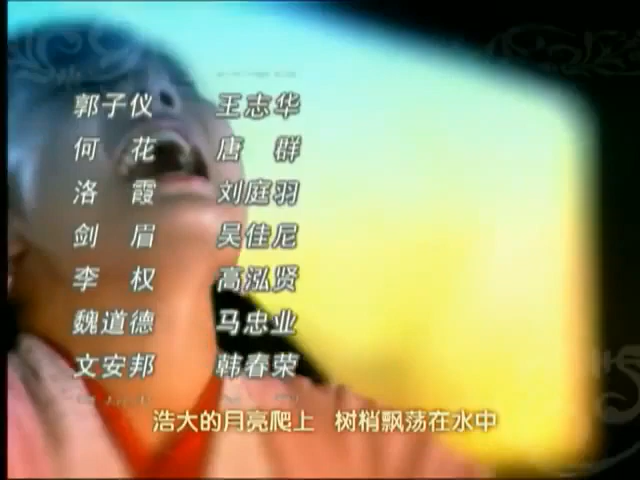 郭子仪 王志华
何花 唐群
洛霞 刘庭羽
剑眉 吴佳尼
李权 高泓贤
魏道德 马忠业
文安邦 韩春荣
浩大的月亮爬上 树梢飘荡在水中